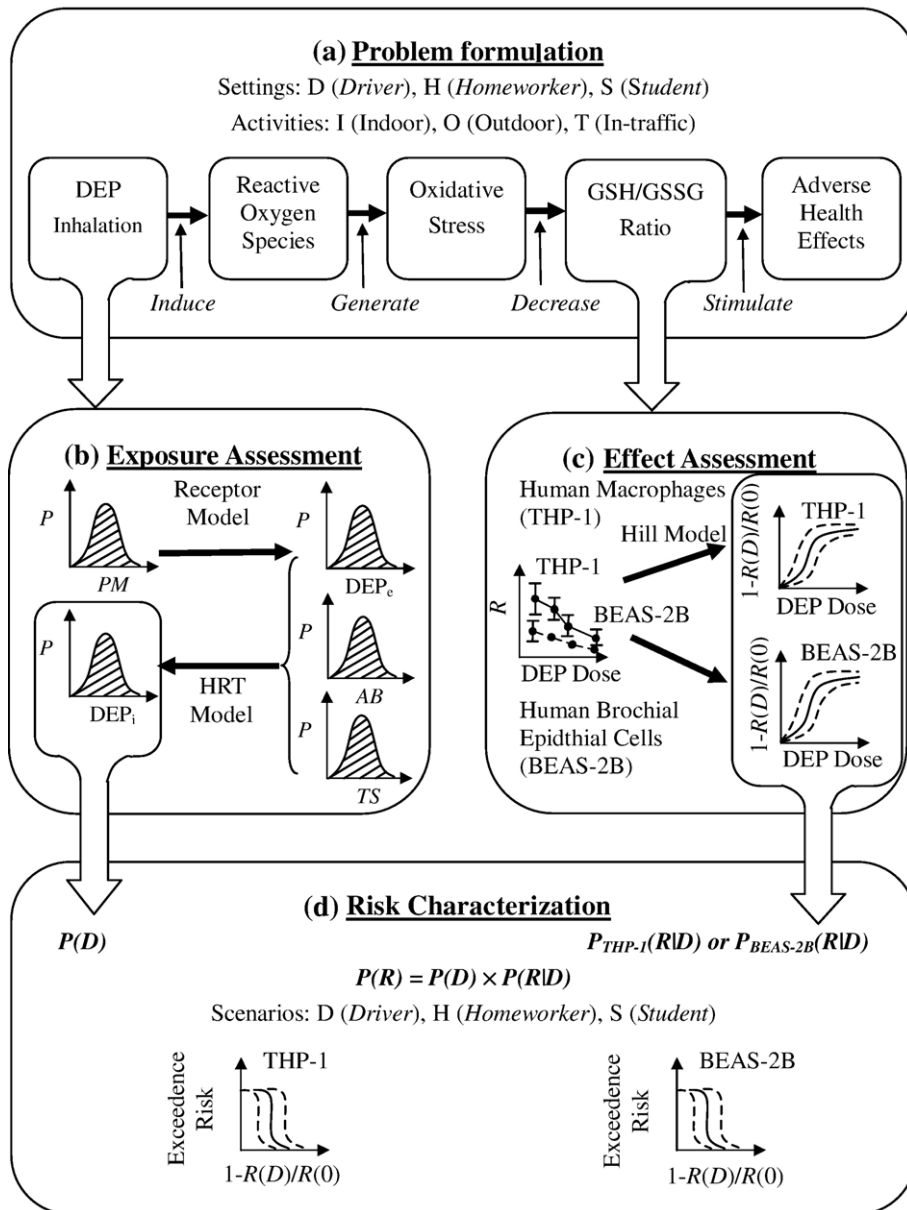 (a) Problem formulation
Settings: D (Driver), H (Homeworker), S (Student)
Activities: I (Indoor), O (Outdoor), T (In-traffic)
DEP
Inhalation
Reactive
Oxygen
Species
Oxidative
Stress
GSH/GSSG
Ratio
Adverse
Health
Effects
Induce
Generate
Decrease
Stimulate
(b) Exposure Assessment
P
PM
Receptor
Model
P
DEPe
P
DEPi
HRT
Model
P
AB
P
TS
(c) Effect Assessment
Human Macrophages
(THP-1)
Hill Model
R
THP-1
BEAS-2B
DEP Dose
Human Brochial
Epidthial Cells
(BEAS-2B)
1-R(D)/R(0)
THP-1
DEP Dose
1-R(D)/R(0)
BEAS-2B
DEP Dose
(d) Risk Characterization
P(D)
PTHP-1(R|D) or PBEAS-2B(R|D)
P(R) = P(D) × P(R|D)
Scenarios: D (Driver), H (Homeworker), S (Student)
Exceedence
Risk
THP-1
1-R(D)/R(0)
Exceedence
Risk
BEAS-2B
1-R(D)/R(0)